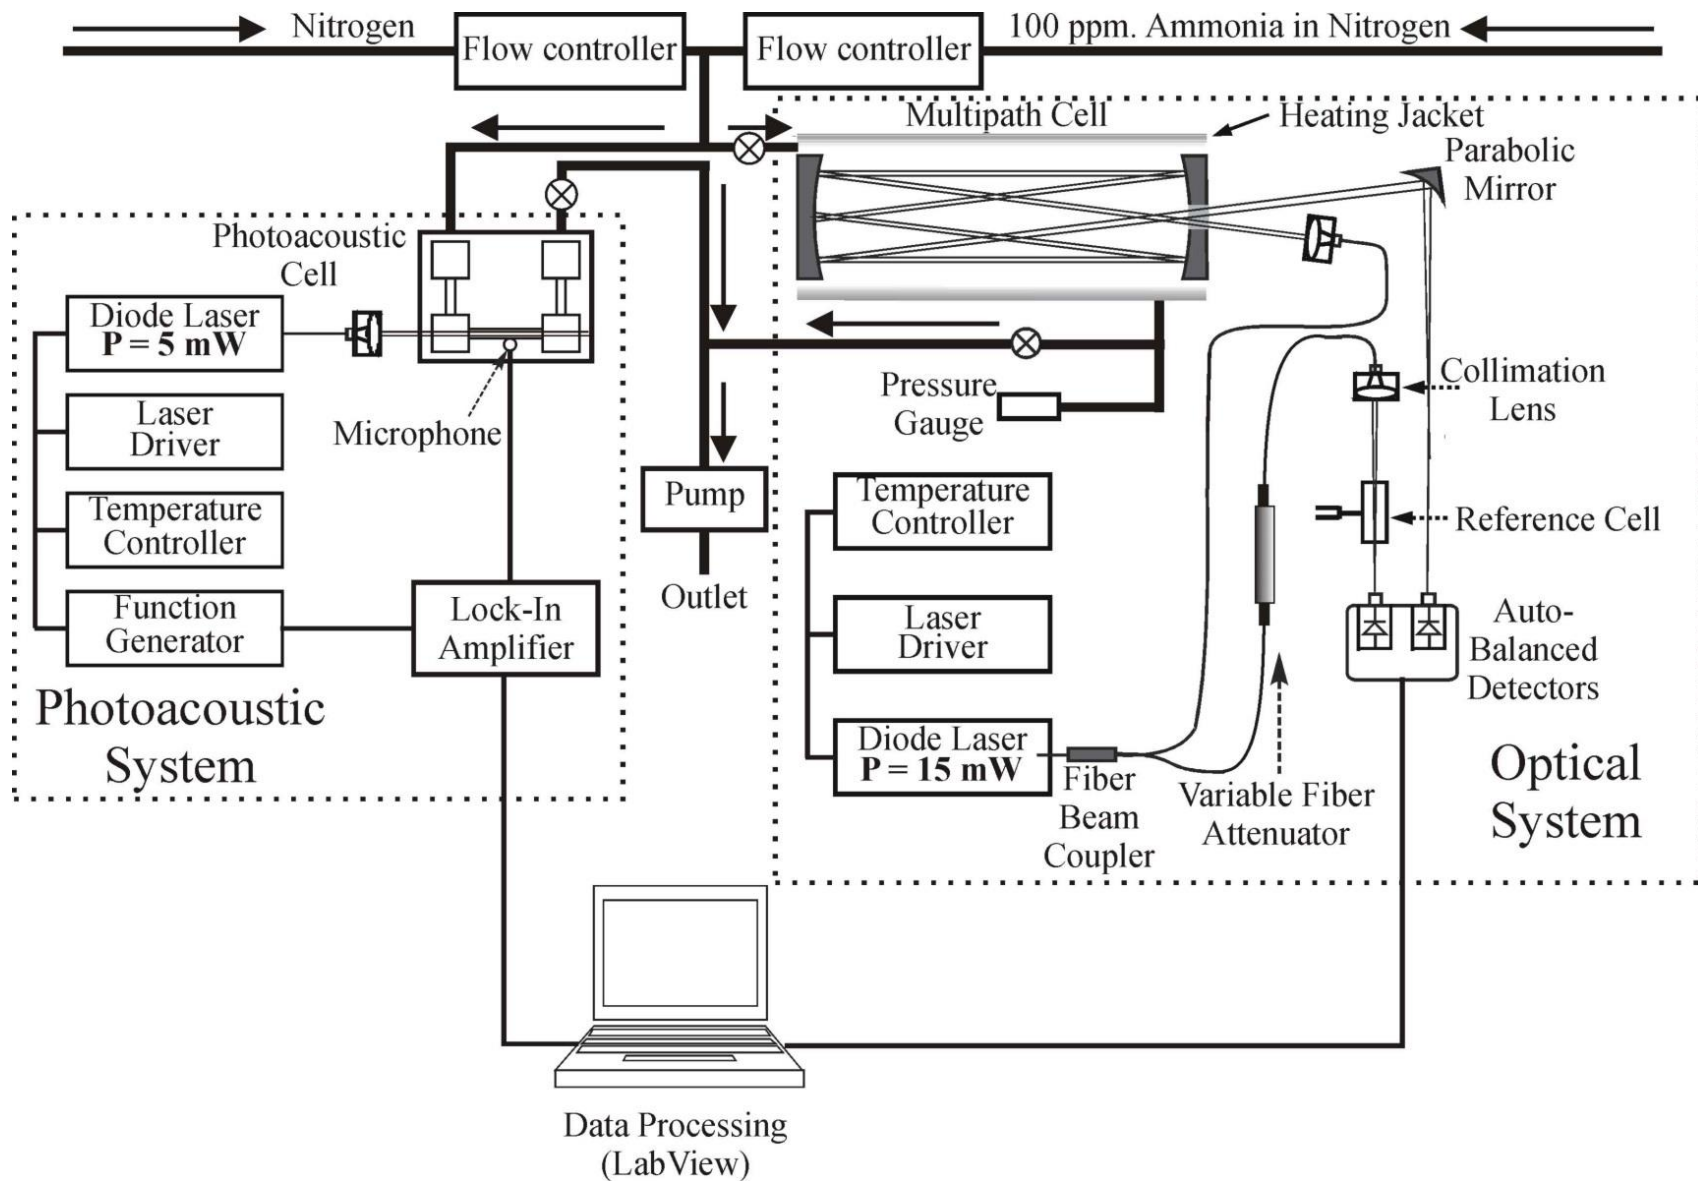 Nitrogen
Flow controller
Flow controller
100 ppm. Ammonia in Nitrogen
Multipath Cell
Heating Jacket
Parabolic
Mirror
Photoacoustic
Cell
Diode Laser
P = 5 mW
Laser
Driver
Temperature
Controller
Function
Generator
Microphone
Lock-In
Amplifier
Photoacoustic
System
Pump
Outlet
Pressure
Gauge
Temperature
Controller
Laser
Driver
Diode Laser
P = 15 mW
Fiber
Beam
Coupler
Variable Fiber
Attenuator
Collimation
Lens
Reference Cell
Auto-
Balanced
Detectors
Optical
System
Data Processing
(LabView)